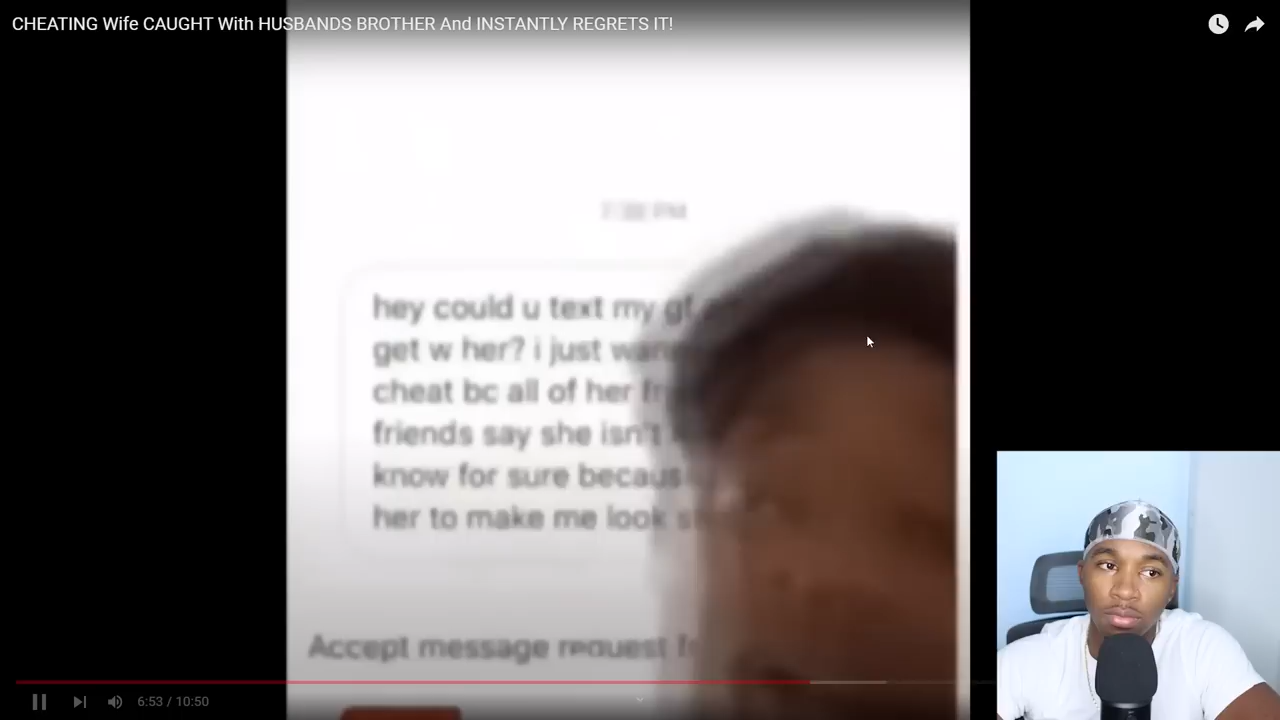 CHEATING Wife CAUGHT With HUSBANDS BROTHER And INSTANTLY REGRETS IT!
hey could u text my gf
get w her? i just
cheat bc all of her
friends say she isn't
know for sure
her to make me look
Accept message request
6:53 / 10:50